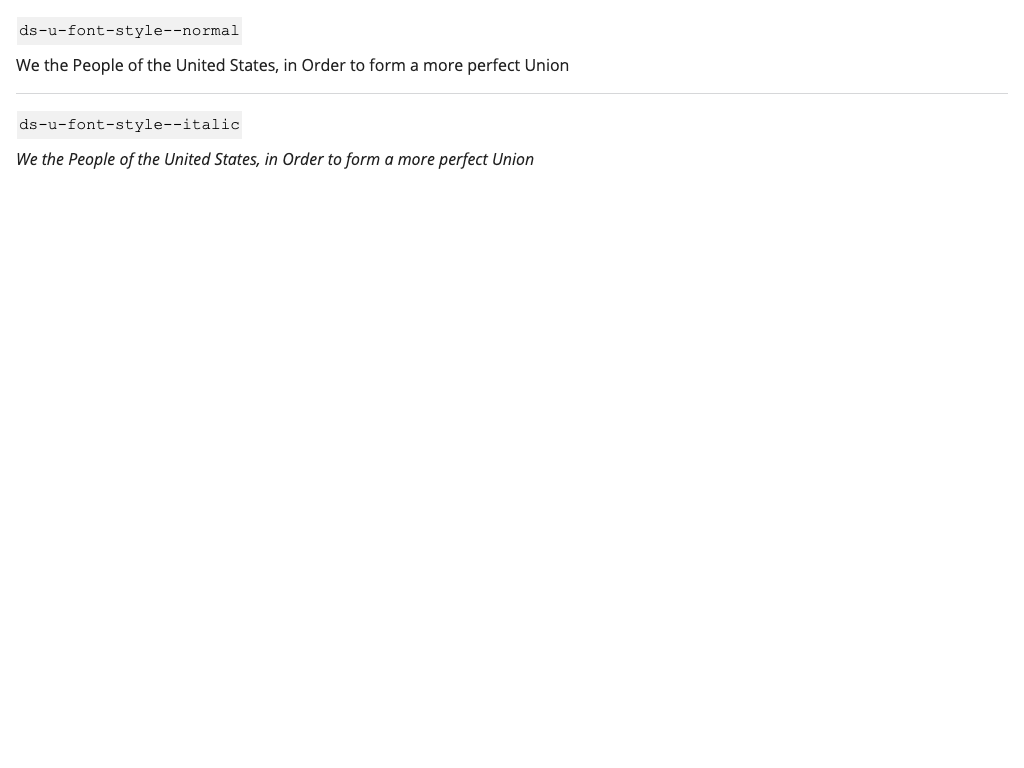 ds-u-font-style--normal
We the People of the United States, in Order to form a more perfect Union
ds-u-font-style--italic
We the People of the United States, in Order to form a more perfect Union